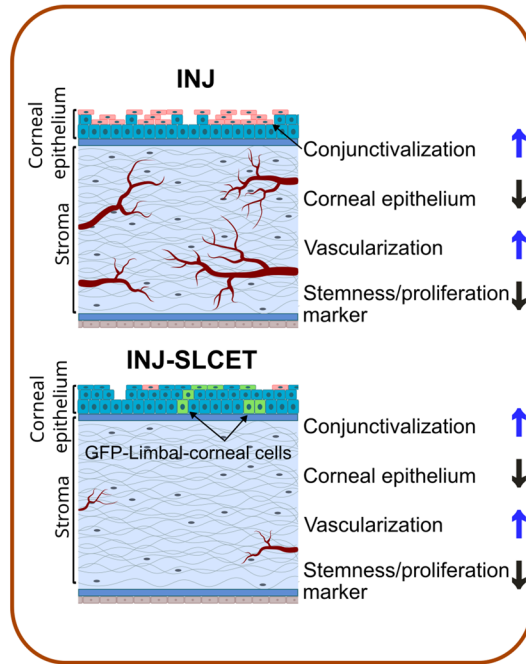 INJ
Corneal
epithelium
Stroma
Conjunctivalization ↑
Corneal epithelium ↓
Vascularization ↑
Stemness/proliferation ↓
marker
INJ-SLCET
Corneal
epithelium
Stroma
GFP-Limbal-corneal cells
Conjunctivalization ↑
Corneal epithelium ↓
Vascularization ↑
Stemness/proliferation ↓
marker